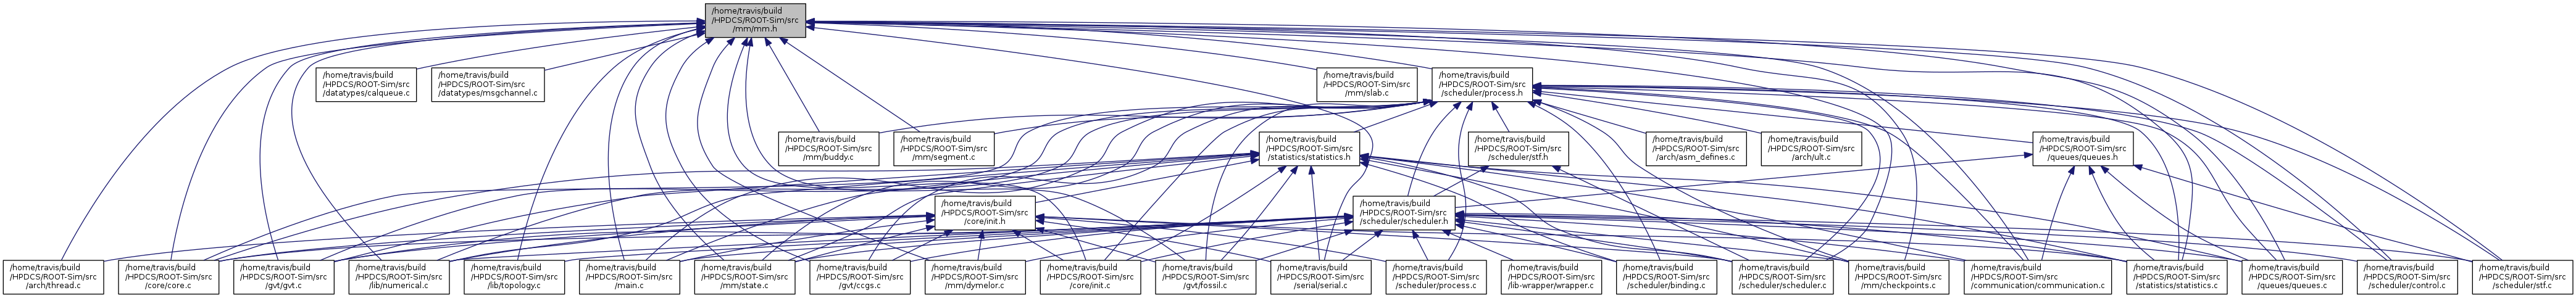 /home/travis/build
/HPDCS/ROOT-Sim/src
/mm/mm.h
/home/travis/build
/HPDCS/ROOT-Sim/src
/datatypes/calqueue.c
/home/travis/build
/HPDCS/ROOT-Sim/src
/datatypes/msgchannel.c
/home/travis/build
/HPDCS/ROOT-Sim/src
/mm/slab.c
/home/travis/build
/HPDCS/ROOT-Sim/src
/scheduler/process.h
/home/travis/build
/HPDCS/ROOT-Sim/src
/mm/buddy.c
/home/travis/build
/HPDCS/ROOT-Sim/src
/mm/segment.c
/home/travis/build
/HPDCS/ROOT-Sim/src
/statistics/statistics.h
/home/travis/build
/HPDCS/ROOT-Sim/src
/scheduler/stf.h
/home/travis/build
/HPDCS/ROOT-Sim/src
/arch/asm_defines.c
/home/travis/build
/HPDCS/ROOT-Sim/src
/arch/ult.c
/home/travis/build
/HPDCS/ROOT-Sim/src
/queues/queues.h
/home/travis/build
/HPDCS/ROOT-Sim/src
/core/init.h
/home/travis/build
/HPDCS/ROOT-Sim/src
/scheduler/scheduler.h
/home/travis/build
/HPDCS/ROOT-Sim/src
/arch/thread.c
/home/travis/build
/HPDCS/ROOT-Sim/src
/core/core.c
/home/travis/build
/HPDCS/ROOT-Sim/src
/gvt/gvt.c
/home/travis/build
/HPDCS/ROOT-Sim/src
/lib/numerical.c
/home/travis/build
/HPDCS/ROOT-Sim/src
/lib/topology.c
/home/travis/build
/HPDCS/ROOT-Sim/src
/main.c
/home/travis/build
/HPDCS/ROOT-Sim/src
/mm/state.c
/home/travis/build
/HPDCS/ROOT-Sim/src
/gvt/ccgs.c
/home/travis/build
/HPDCS/ROOT-Sim/src
/mm/dymelor.c
/home/travis/build
/HPDCS/ROOT-Sim/src
/core/init.c
/home/travis/build
/HPDCS/ROOT-Sim/src
/gvt/fossil.c
/home/travis/build
/HPDCS/ROOT-Sim/src
/serial/serial.c
/home/travis/build
/HPDCS/ROOT-Sim/src
/scheduler/process.c
/home/travis/build
/HPDCS/ROOT-Sim/src
/lib-wrapper/wrapper.c
/home/travis/build
/HPDCS/ROOT-Sim/src
/scheduler/binding.c
/home/travis/build
/HPDCS/ROOT-Sim/src
/scheduler/scheduler.c
/home/travis/build
/HPDCS/ROOT-Sim/src
/mm/checkpoints.c
/home/travis/build
/HPDCS/ROOT-Sim/src
/communication/communication.c
/home/travis/build
/HPDCS/ROOT-Sim/src
/statistics/statistics.c
/home/travis/build
/HPDCS/ROOT-Sim/src
/queues/queues.c
/home/travis/build
/HPDCS/ROOT-Sim/src
/scheduler/control.c
/home/travis/build
/HPDCS/ROOT-Sim/src
/scheduler/stf.c